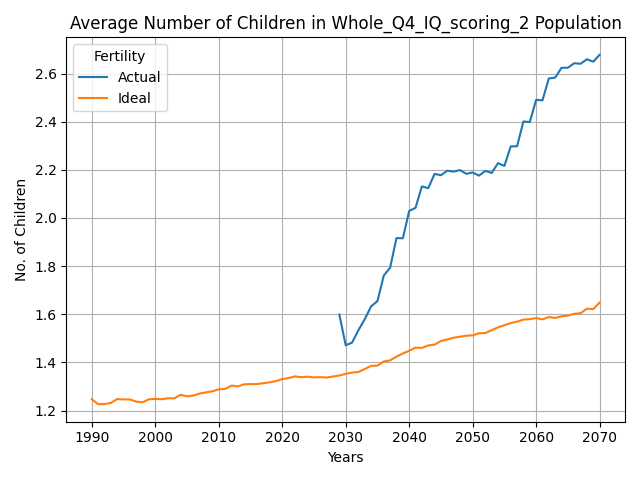 Average Number of Children in Whole_Q4_IQ_scoring_2 Population
Fertility
Actual
Ideal
No. of Children
2.6
2.4
2.2
2.0
1.8
1.6
1.4
1.2
1990 2000 2010 2020 2030 2040 2050 2060 2070
Years